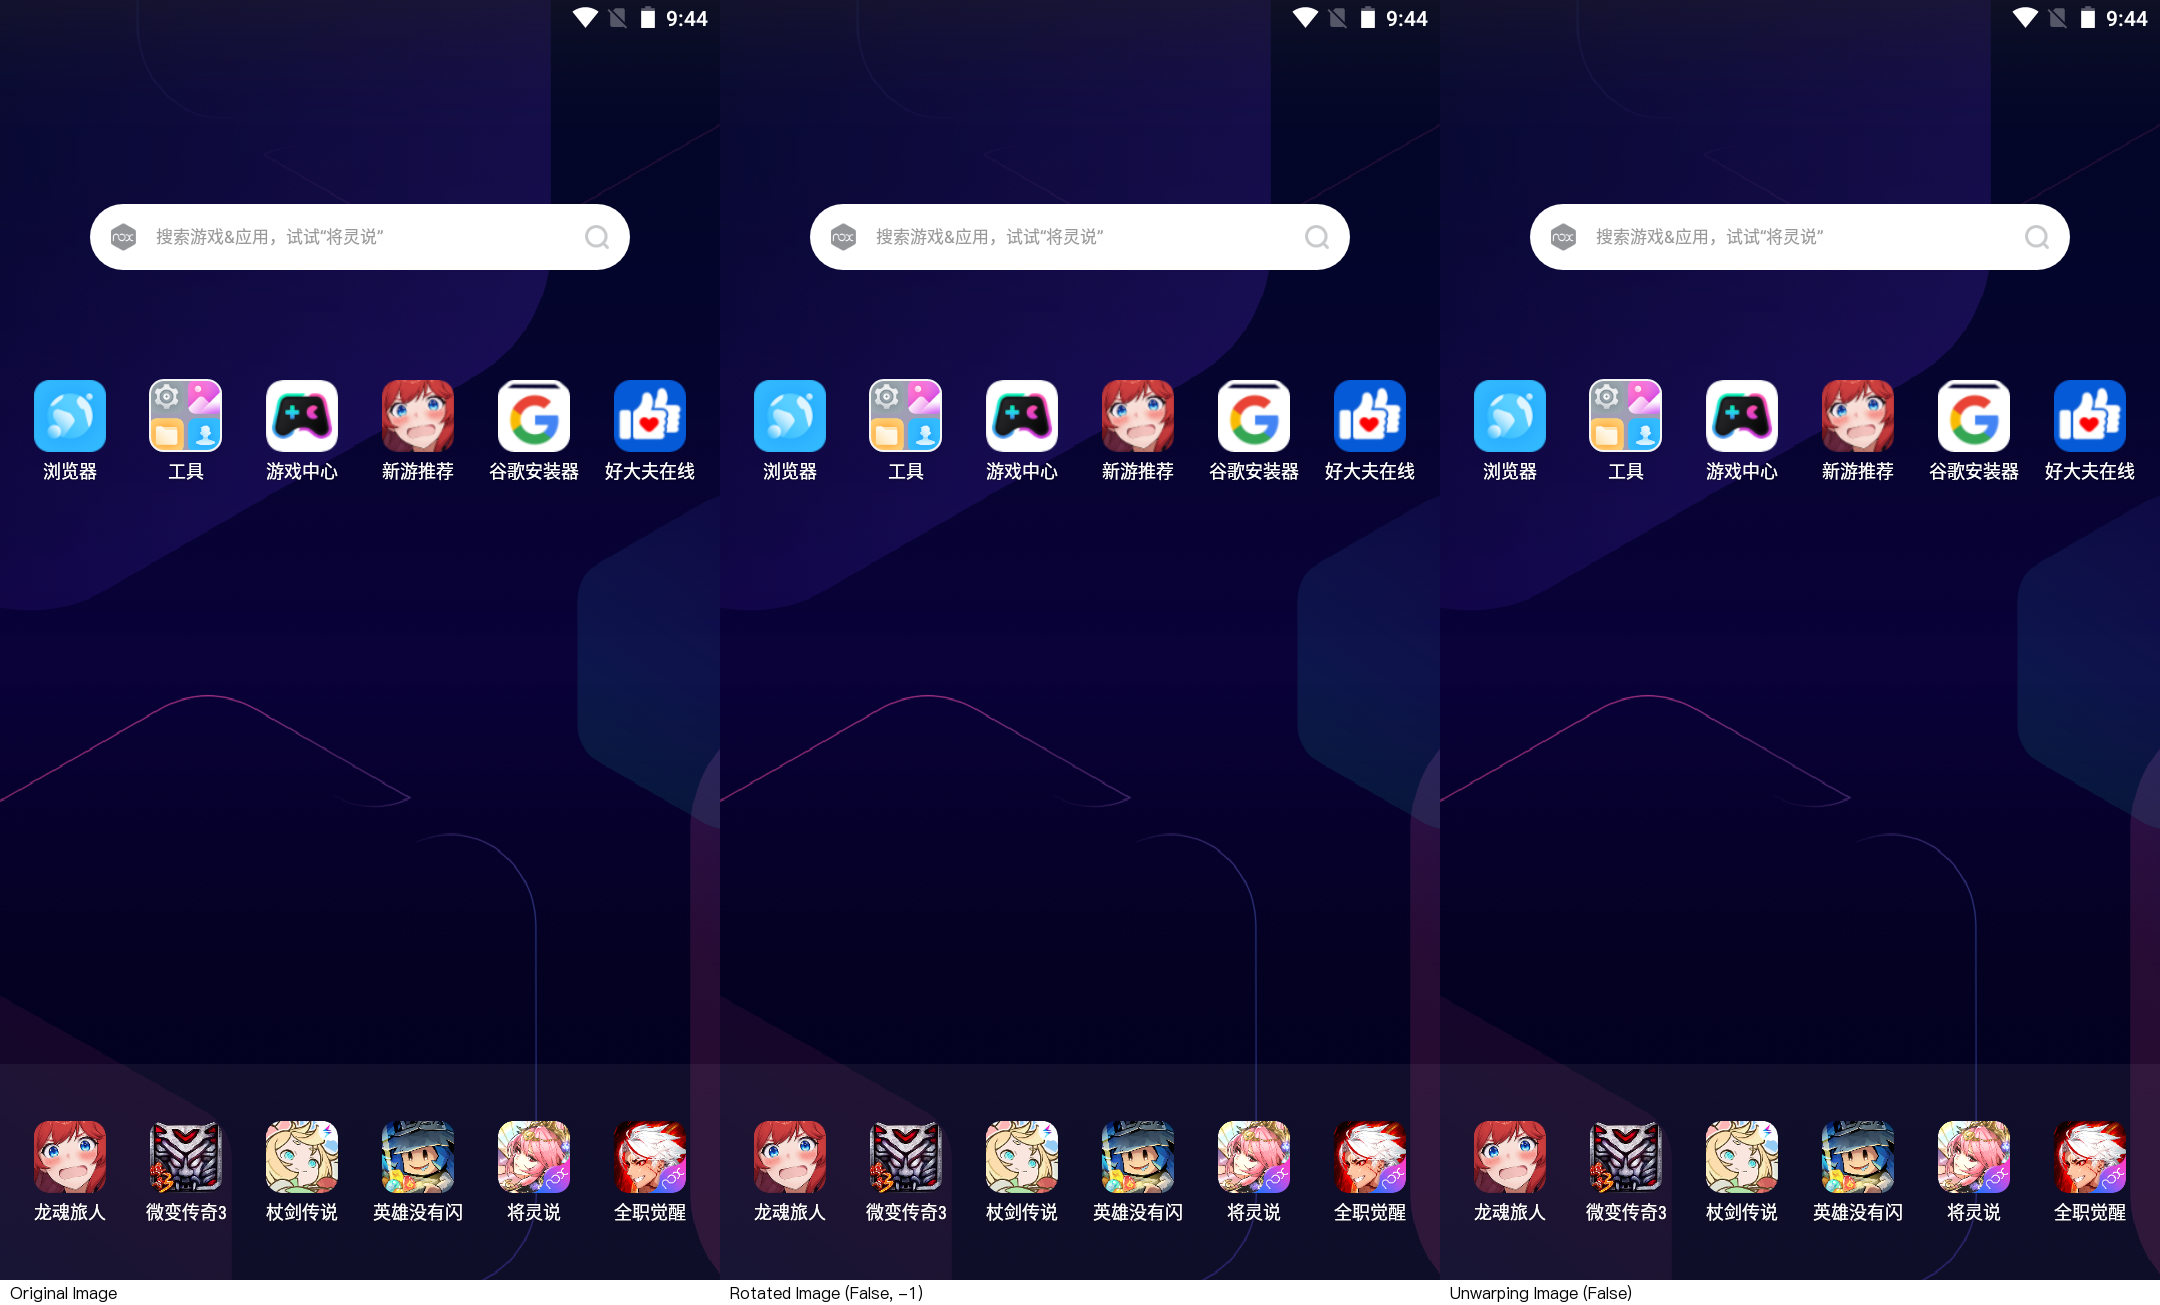 9:44
搜索游戏&应用，试试“将灵说”
浏览器 工具 游戏中心 新游推荐 谷歌安装器 好大夫在线
龙魂旅人 微变传奇3 杖剑传说 英雄没有闪 将灵说 全职觉醒
Original Image
9:44
搜索游戏&应用，试试“将灵说”
浏览器 工具 游戏中心 新游推荐 谷歌安装器 好大夫在线
龙魂旅人 微变传奇3 杖剑传说 英雄没有闪 将灵说 全职觉醒
Rotated Image (False, -1)
9:44
搜索游戏&应用，试试“将灵说”
浏览器 工具 游戏中心 新游推荐 谷歌安装器 好大夫在线
龙魂旅人 微变传奇3 杖剑传说 英雄没有闪 将灵说 全职觉醒
Unwarping Image (False)